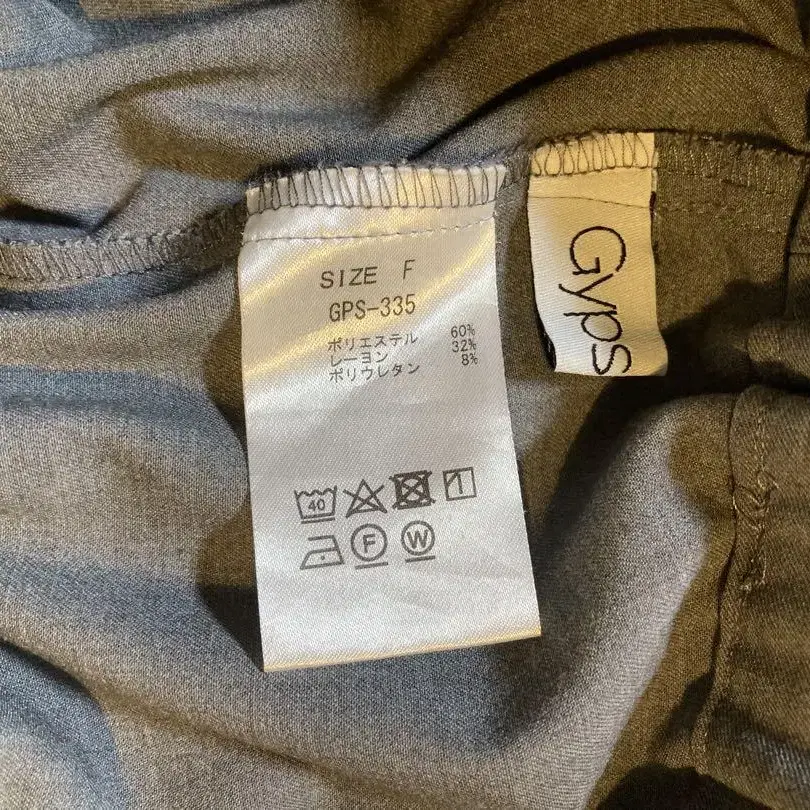 SIZE F
GPS-335
ポリエステル 60%
レーヨン 32%
ポリウレタン 8%
40
F W
Gyps